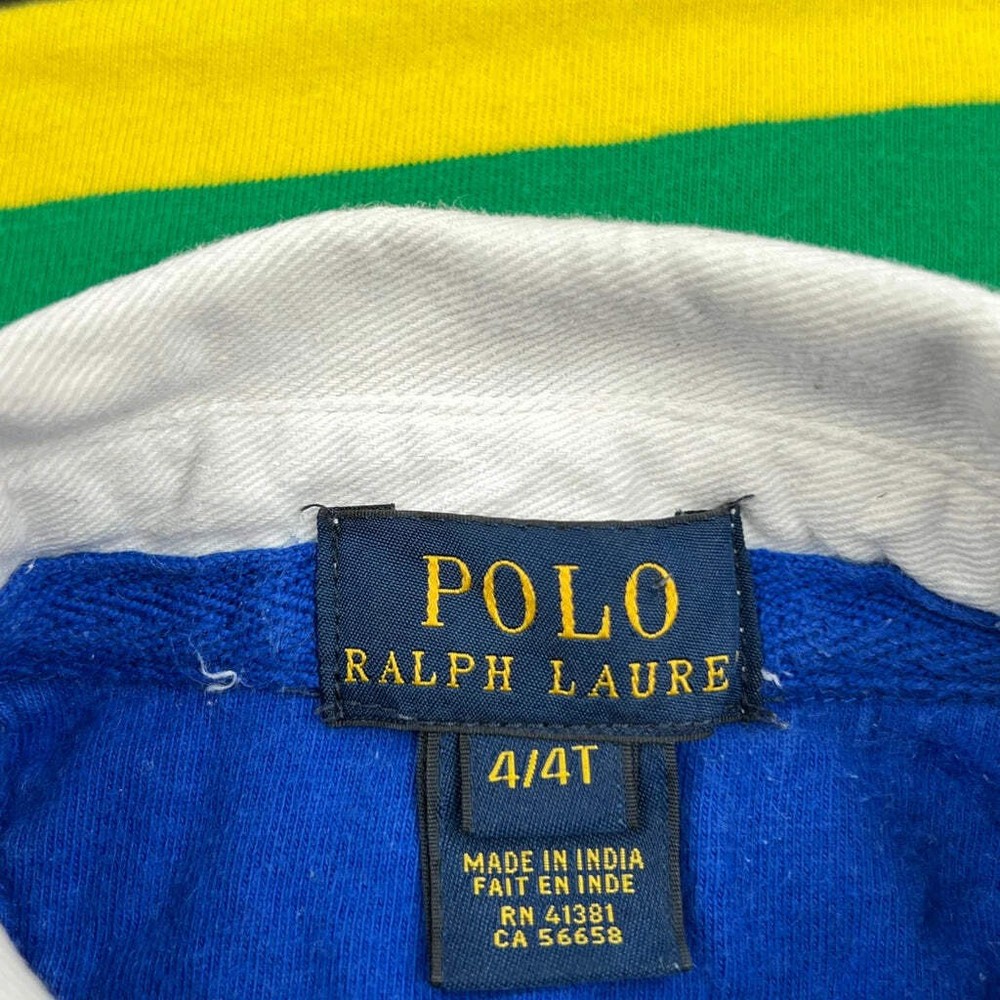 POLO
RALPH LAURE
4/4T
MADE IN INDIA
FAIT EN INDE
RN 41381
CA 56658